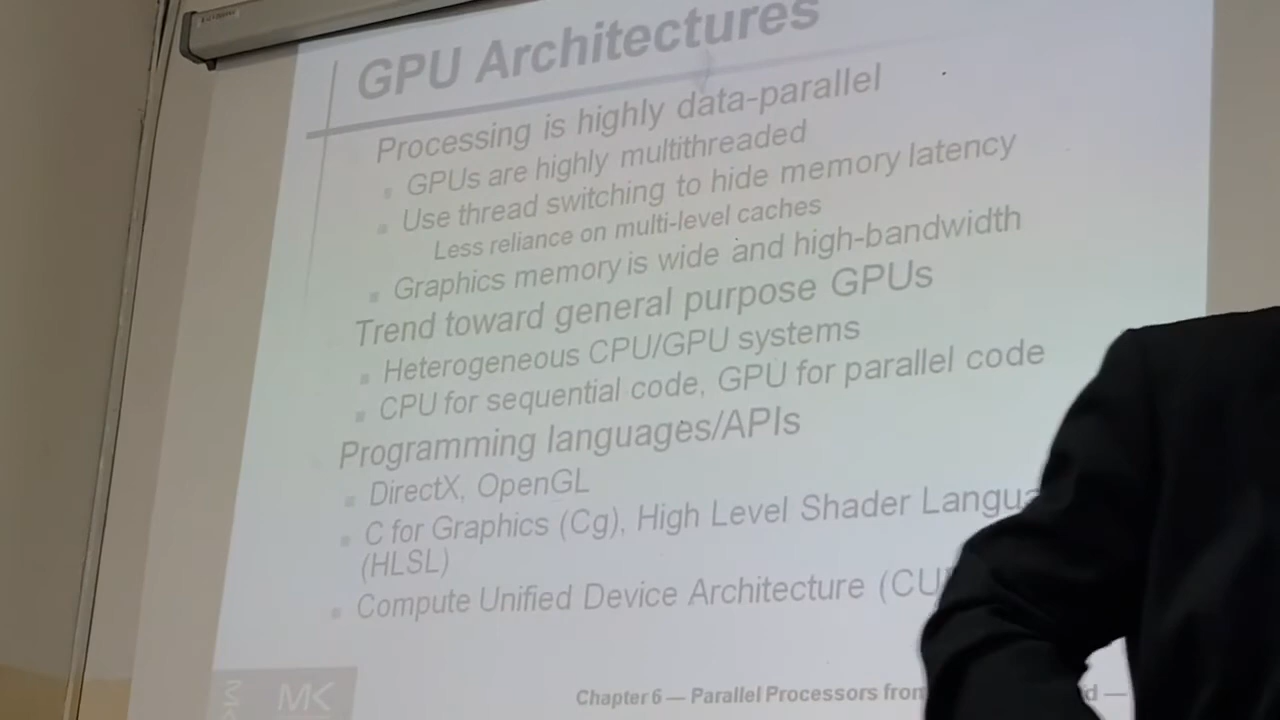 GPU Architectures
Processing is highly data-parallel
GPUs are highly multithreaded
Use thread switching to hide memory latency
Less reliance on multi-level caches
Graphics memory is wide and high-bandwidth
Trend toward general purpose GPUs
Heterogeneous CPU/GPU systems
CPU for sequential code, GPU for parallel code
Programming languages/APIs
DirectX, OpenGL
C for Graphics (Cg), High Level Shader Langua
(HLSL)
Compute Unified Device Architecture (CU
MK
Chapter 6 — Parallel Processors from d —